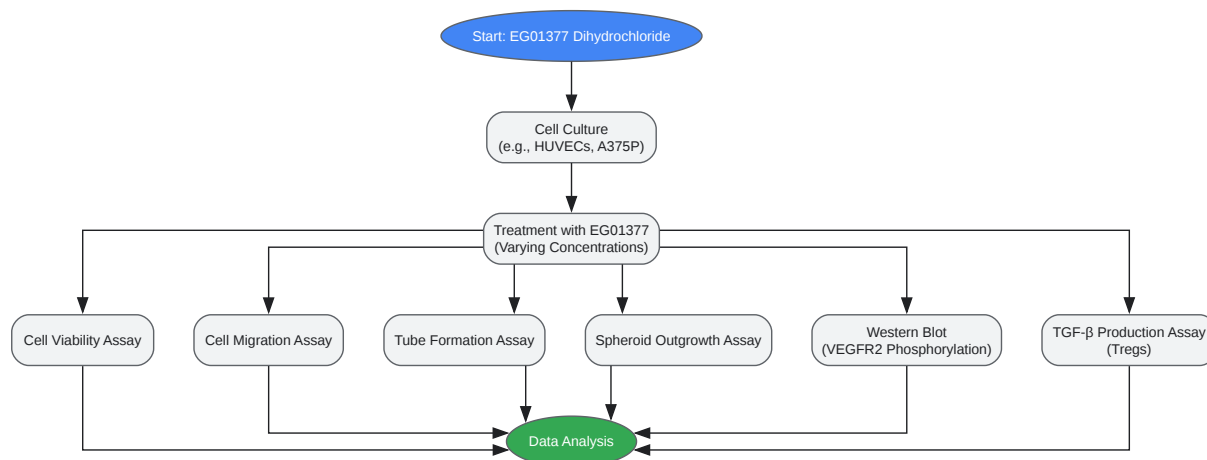 Start: EG01377 Dihydrochloride
Cell Culture
(e.g., HUVECs, A375P)
Treatment with EG01377
(Varying Concentrations)
Cell Viability Assay
Cell Migration Assay
Tube Formation Assay
Spheroid Outgrowth Assay
Western Blot
(VEGFR2 Phosphorylation)
TGF-β Production Assay
(Tregs)
Data Analysis